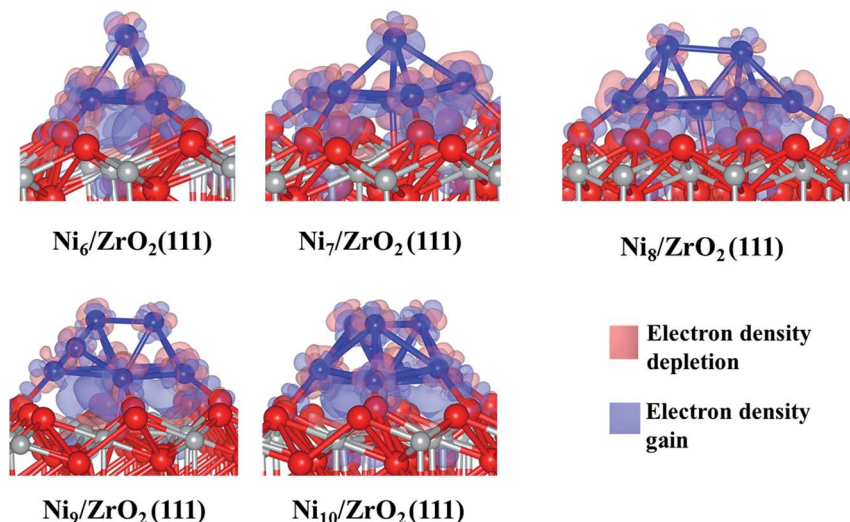 Ni₆/ZrO₂(111)
Ni₇/ZrO₂(111)
Ni₈/ZrO₂(111)
Electron density
depletion
Electron density
gain
Ni₉/ZrO₂(111)
Ni₁₀/ZrO₂(111)